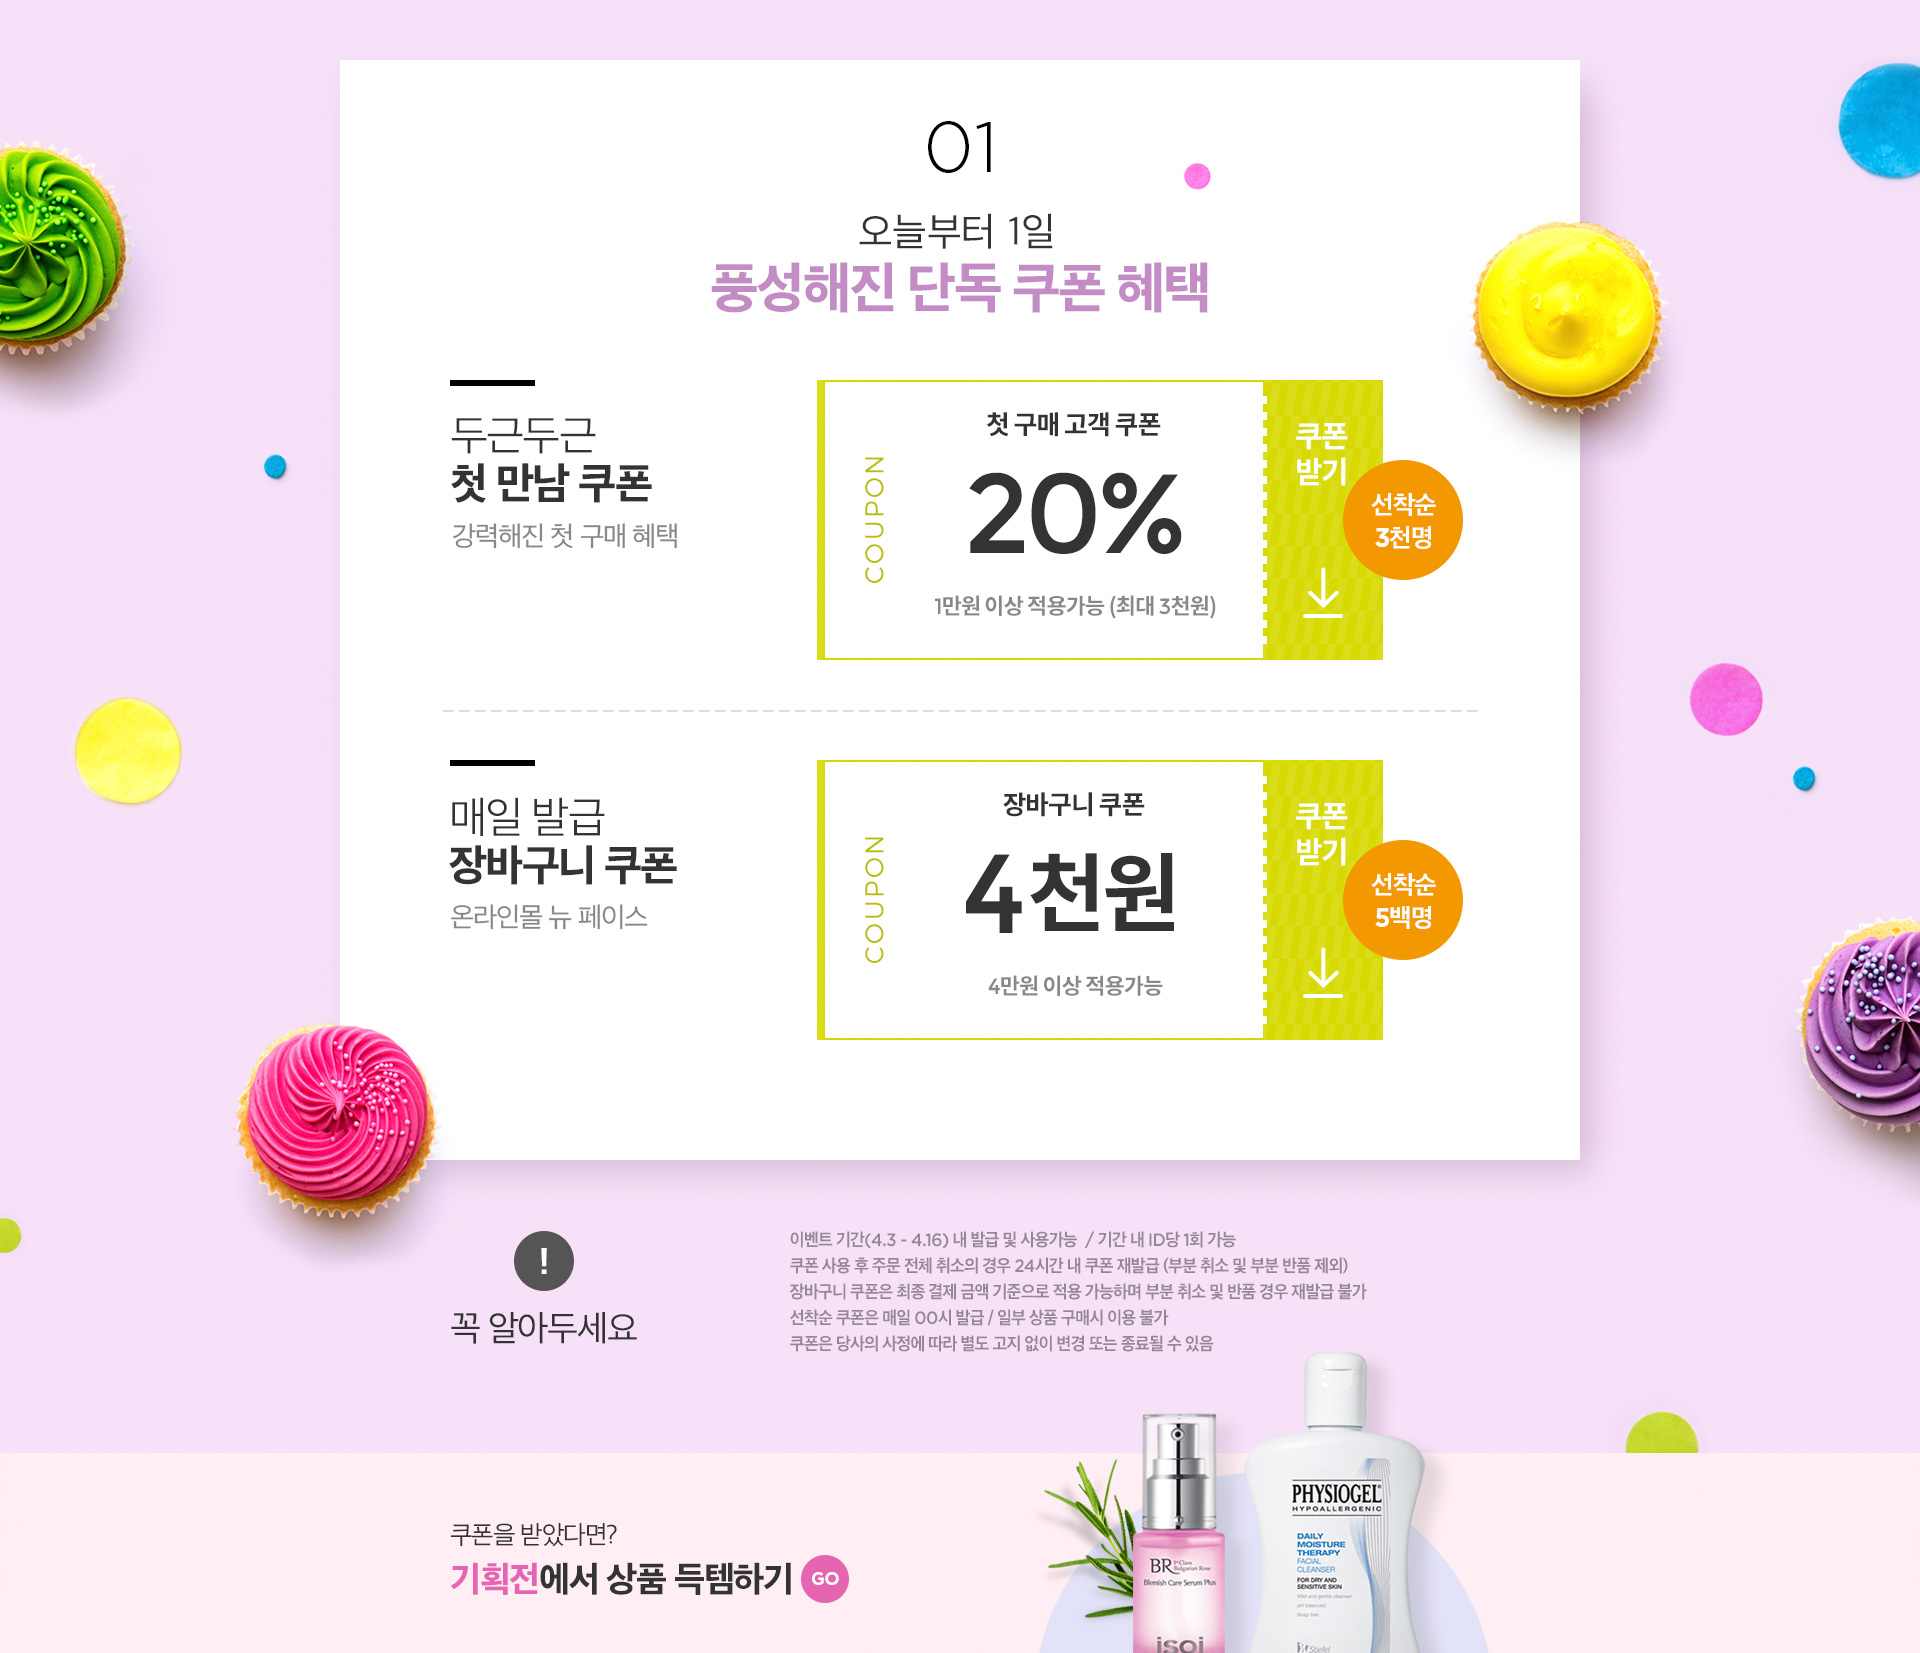 01
오늘부터 1일
풍성해진 단독 쿠폰 혜택
두근두근
첫 만남 쿠폰
강력해진 첫 구매 혜택
COUPON
첫 구매 고객 쿠폰
20%
1만원 이상 적용가능 (최대 3천원)
쿠폰
받기
선착순
3천명
매일 발급
장바구니 쿠폰
온라인몰 뉴 페이스
COUPON
장바구니 쿠폰
4천원
4만원 이상 적용가능
쿠폰
받기
선착순
5백명
!
꼭 알아두세요
이벤트 기간(4.3 - 4.16) 내 발급 및 사용가능 / 기간 내 ID당 1회 가능
쿠폰 사용 후 주문 전체 취소의 경우 24시간 내 쿠폰 재발급 (부분 취소 및 부분 반품 제외)
장바구니 쿠폰은 최종 결제 금액 기준으로 적용 가능하며 부분 취소 및 반품 경우 재발급 불가
선착순 쿠폰은 매일 00시 발급 / 일부 상품 구매시 이용 불가
쿠폰은 당사의 사정에 따라 별도 고지 없이 변경 또는 종료될 수 있음
쿠폰을 받았다면?
기획전에서 상품 득템하기 GO
BR 1st Class
Bulgarian Rose
Blemish Care Serum Plus
isoi
PHYSIOGEL
HYPOALLERGENIC
DAILY
MOISTURE
THERAPY
FACIAL
CLEANSER
FOR DRY AND
SENSITIVE SKIN
Mild and gentle cleanser
pH balanced
Soap free
Stiefel